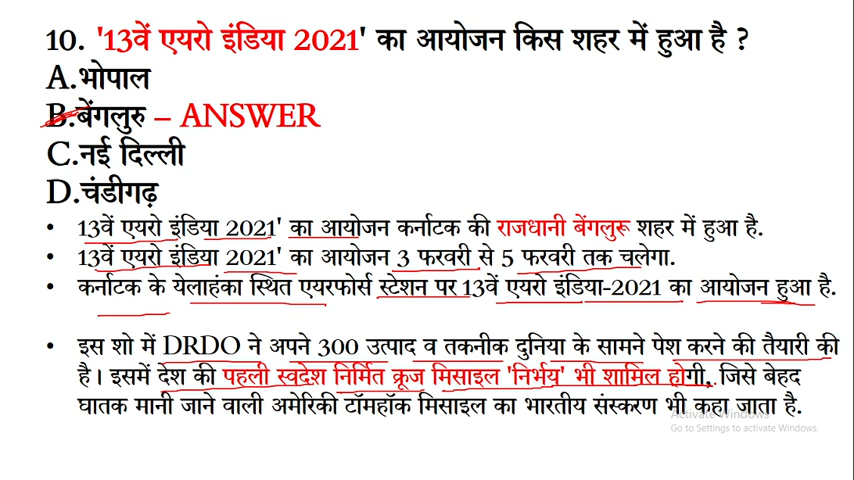 10. '13वें एयरो इंडिया 2021' का आयोजन किस शहर में हुआ है ?
A.भोपाल
B.बेंगलुरु – ANSWER
C.नई दिल्ली
D.चंडीगढ़
• 13वें एयरो इंडिया 2021' का आयोजन कर्नाटक की राजधानी बेंगलुरू शहर में हुआ है.
• 13वें एयरो इंडिया 2021' का आयोजन 3 फरवरी से 5 फरवरी तक चलेगा.
• कर्नाटक के येलाहंका स्थित एयरफोर्स स्टेशन पर 13वें एयरो इंडिया-2021 का आयोजन हुआ है.
• इस शो में DRDO ने अपने 300 उत्पाद व तकनीक दुनिया के सामने पेश करने की तैयारी की
है। इसमें देश की पहली स्वदेश निर्मित क्रूज मिसाइल 'निर्भय' भी शामिल होगी, जिसे बेहद
घातक मानी जाने वाली अमेरिकी टॉमहॉक मिसाइल का भारतीय संस्करण भी कहा जाता है.
Activate Windows
Go to Settings to activate Windows.